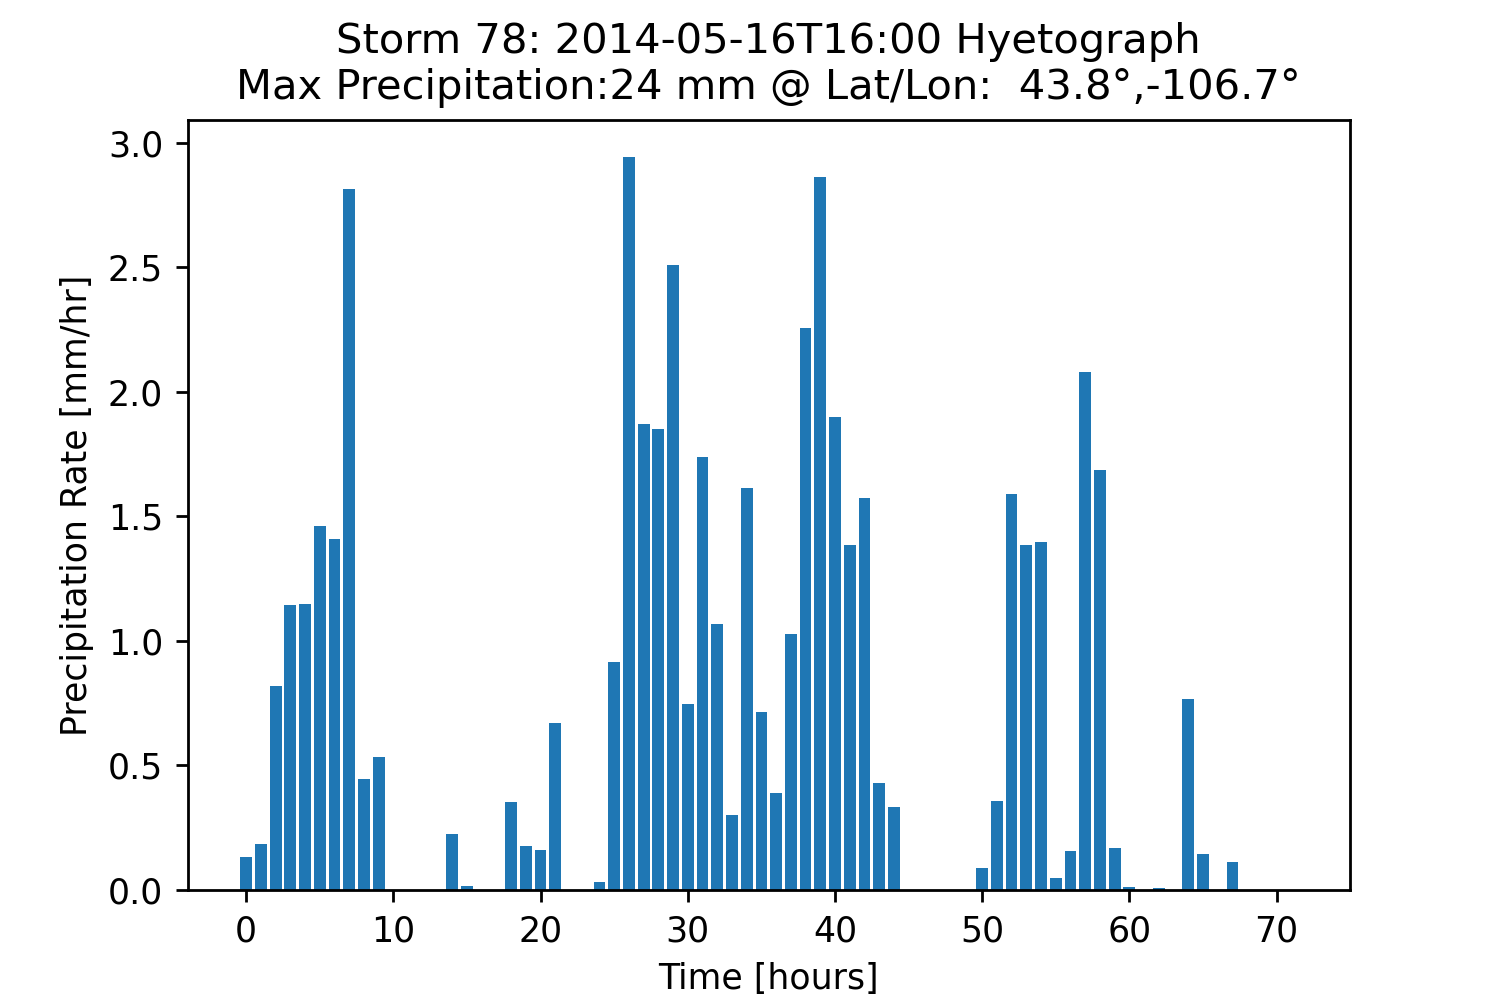 Storm 78: 2014-05-16T16:00 Hyetograph
Max Precipitation:24 mm @ Lat/Lon:  43.8°,-106.7°
3.0
2.5
2.0
1.5
1.0
0.5
0.0
Precipitation Rate [mm/hr]
0 10 20 30 40 50 60 70
Time [hours]